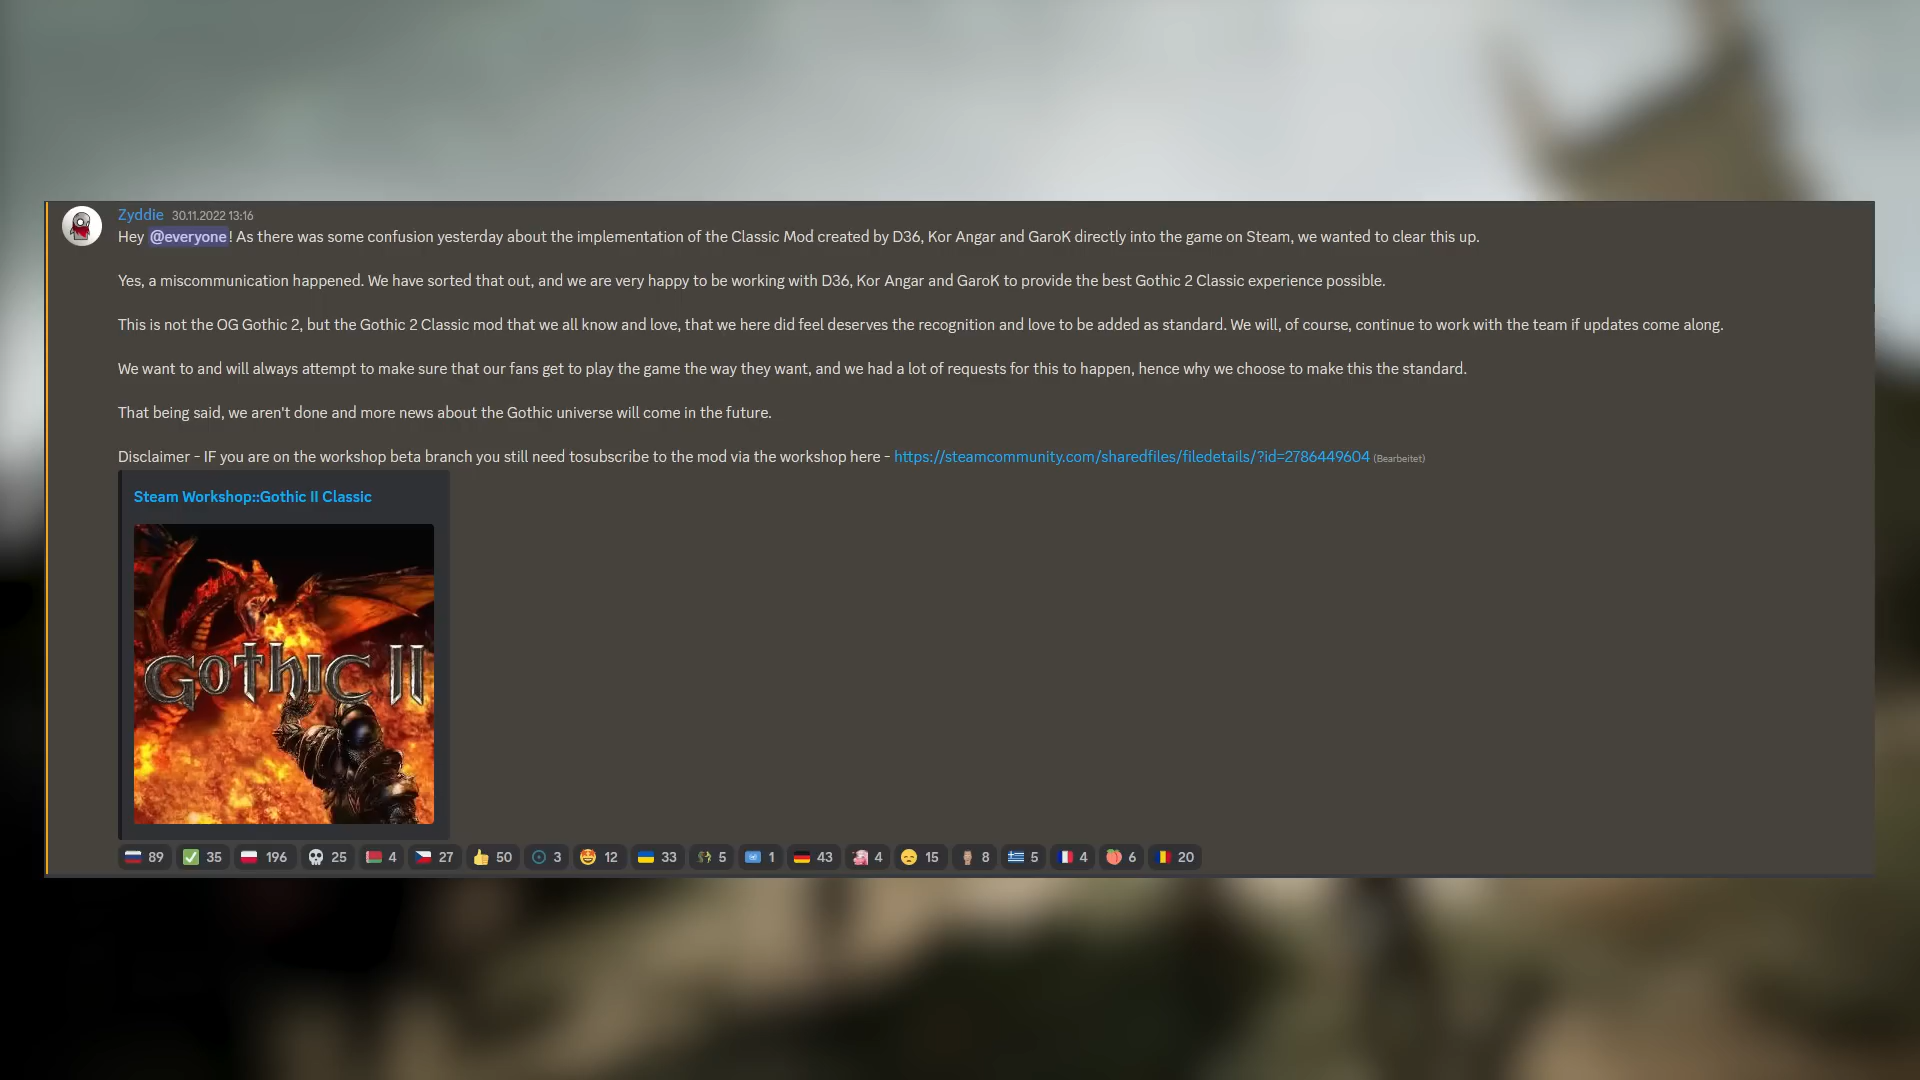 Zyddie 30.11.2022 13:16
Hey @everyone! As there was some confusion yesterday about the implementation of the Classic Mod created by D36, Kor Angar and GaroK directly into the game on Steam, we wanted to clear this up.
Yes, a miscommunication happened. We have sorted that out, and we are very happy to be working with D36, Kor Angar and GaroK to provide the best Gothic 2 Classic experience possible.
This is not the OG Gothic 2, but the Gothic 2 Classic mod that we all know and love, that we here did feel deserves the recognition and love to be added as standard. We will, of course, continue to work with the team if updates come along.
We want to and will always attempt to make sure that our fans get to play the game the way they want, and we had a lot of requests for this to happen, hence why we choose to make this the standard.
That being said, we aren't done and more news about the Gothic universe will come in the future.
Disclaimer - IF you are on the workshop beta branch you still need tosubscribe to the mod via the workshop here - https://steamcommunity.com/sharedfiles/filedetails/?id=2786449604 (Bearbeitet)
Steam Workshop::Gothic II Classic
GOTHIC II
89 35 196 25 4 27 50 3 12 33 5 1 43 4 15 8 5 4 6 20